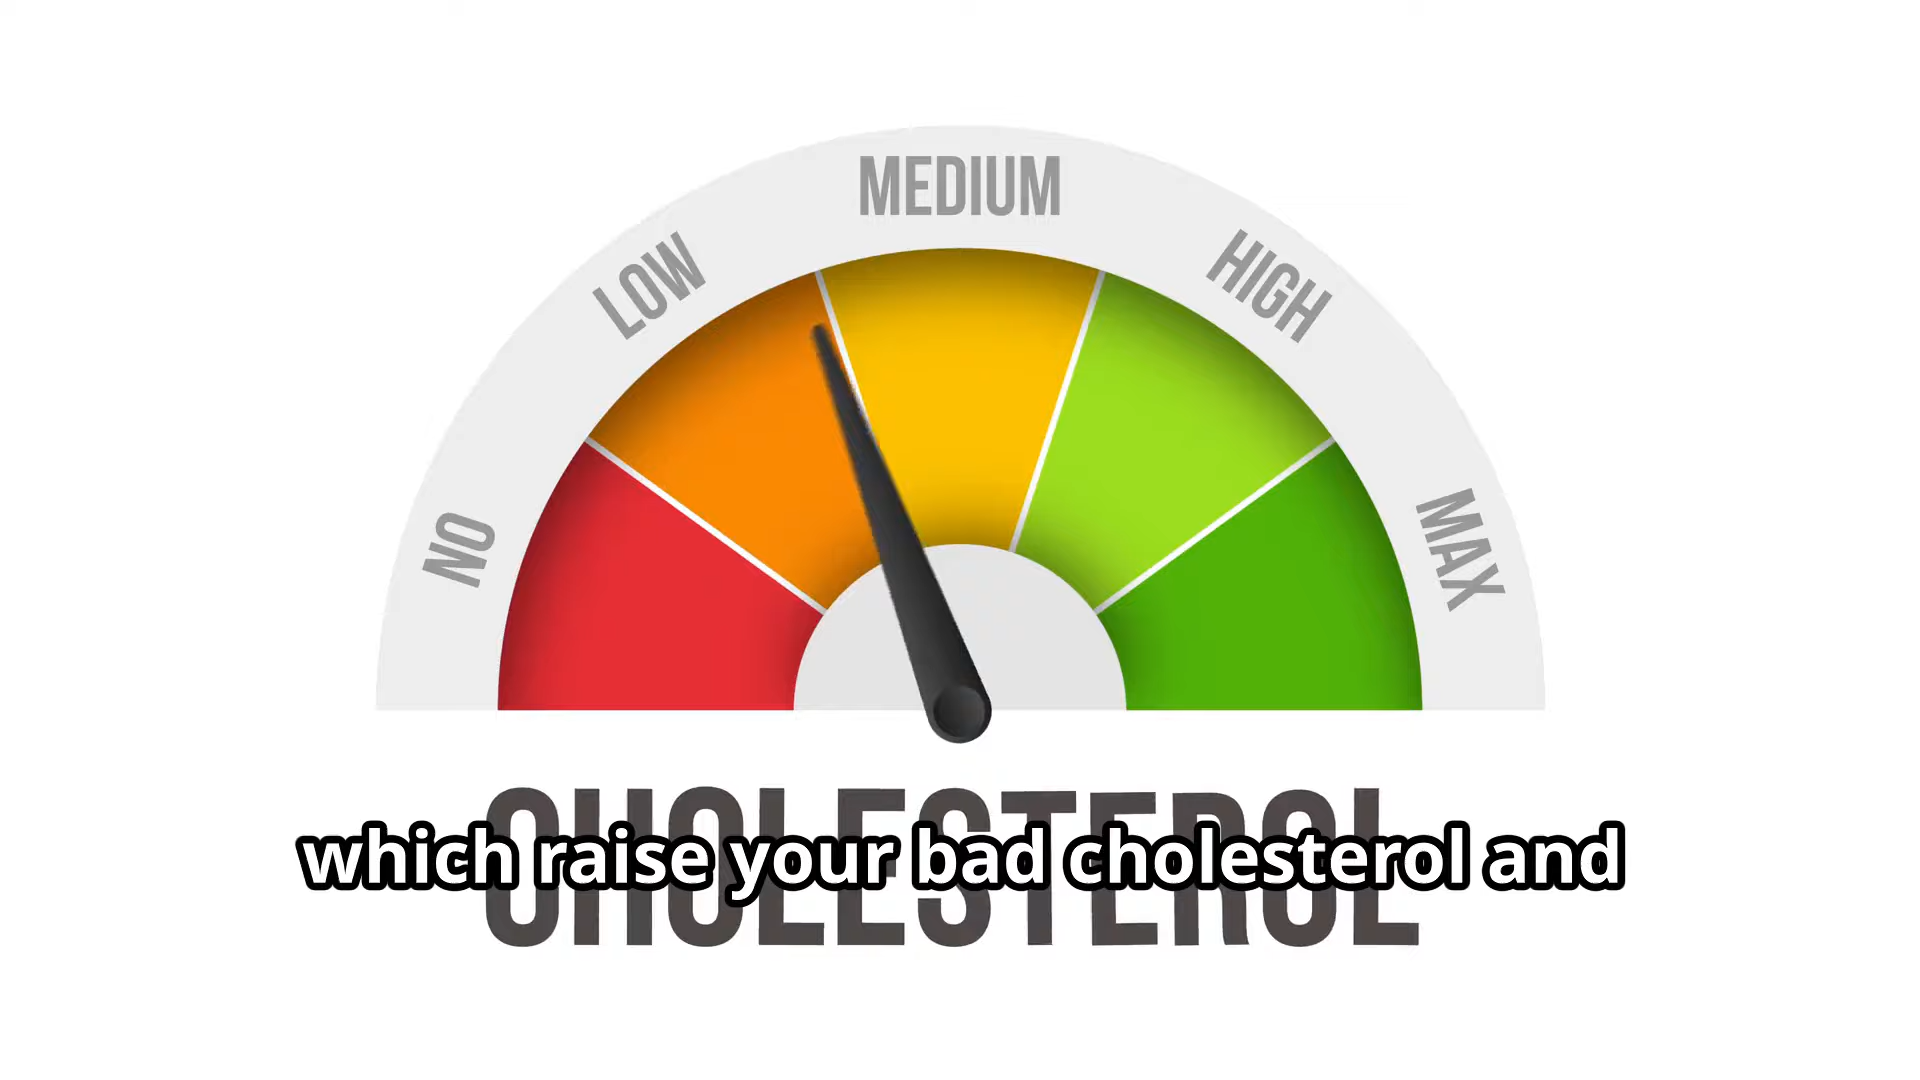 MEDIUM
LOW
HIGH
NO
MAX
CHOLESTEROL
which raise your bad cholesterol and